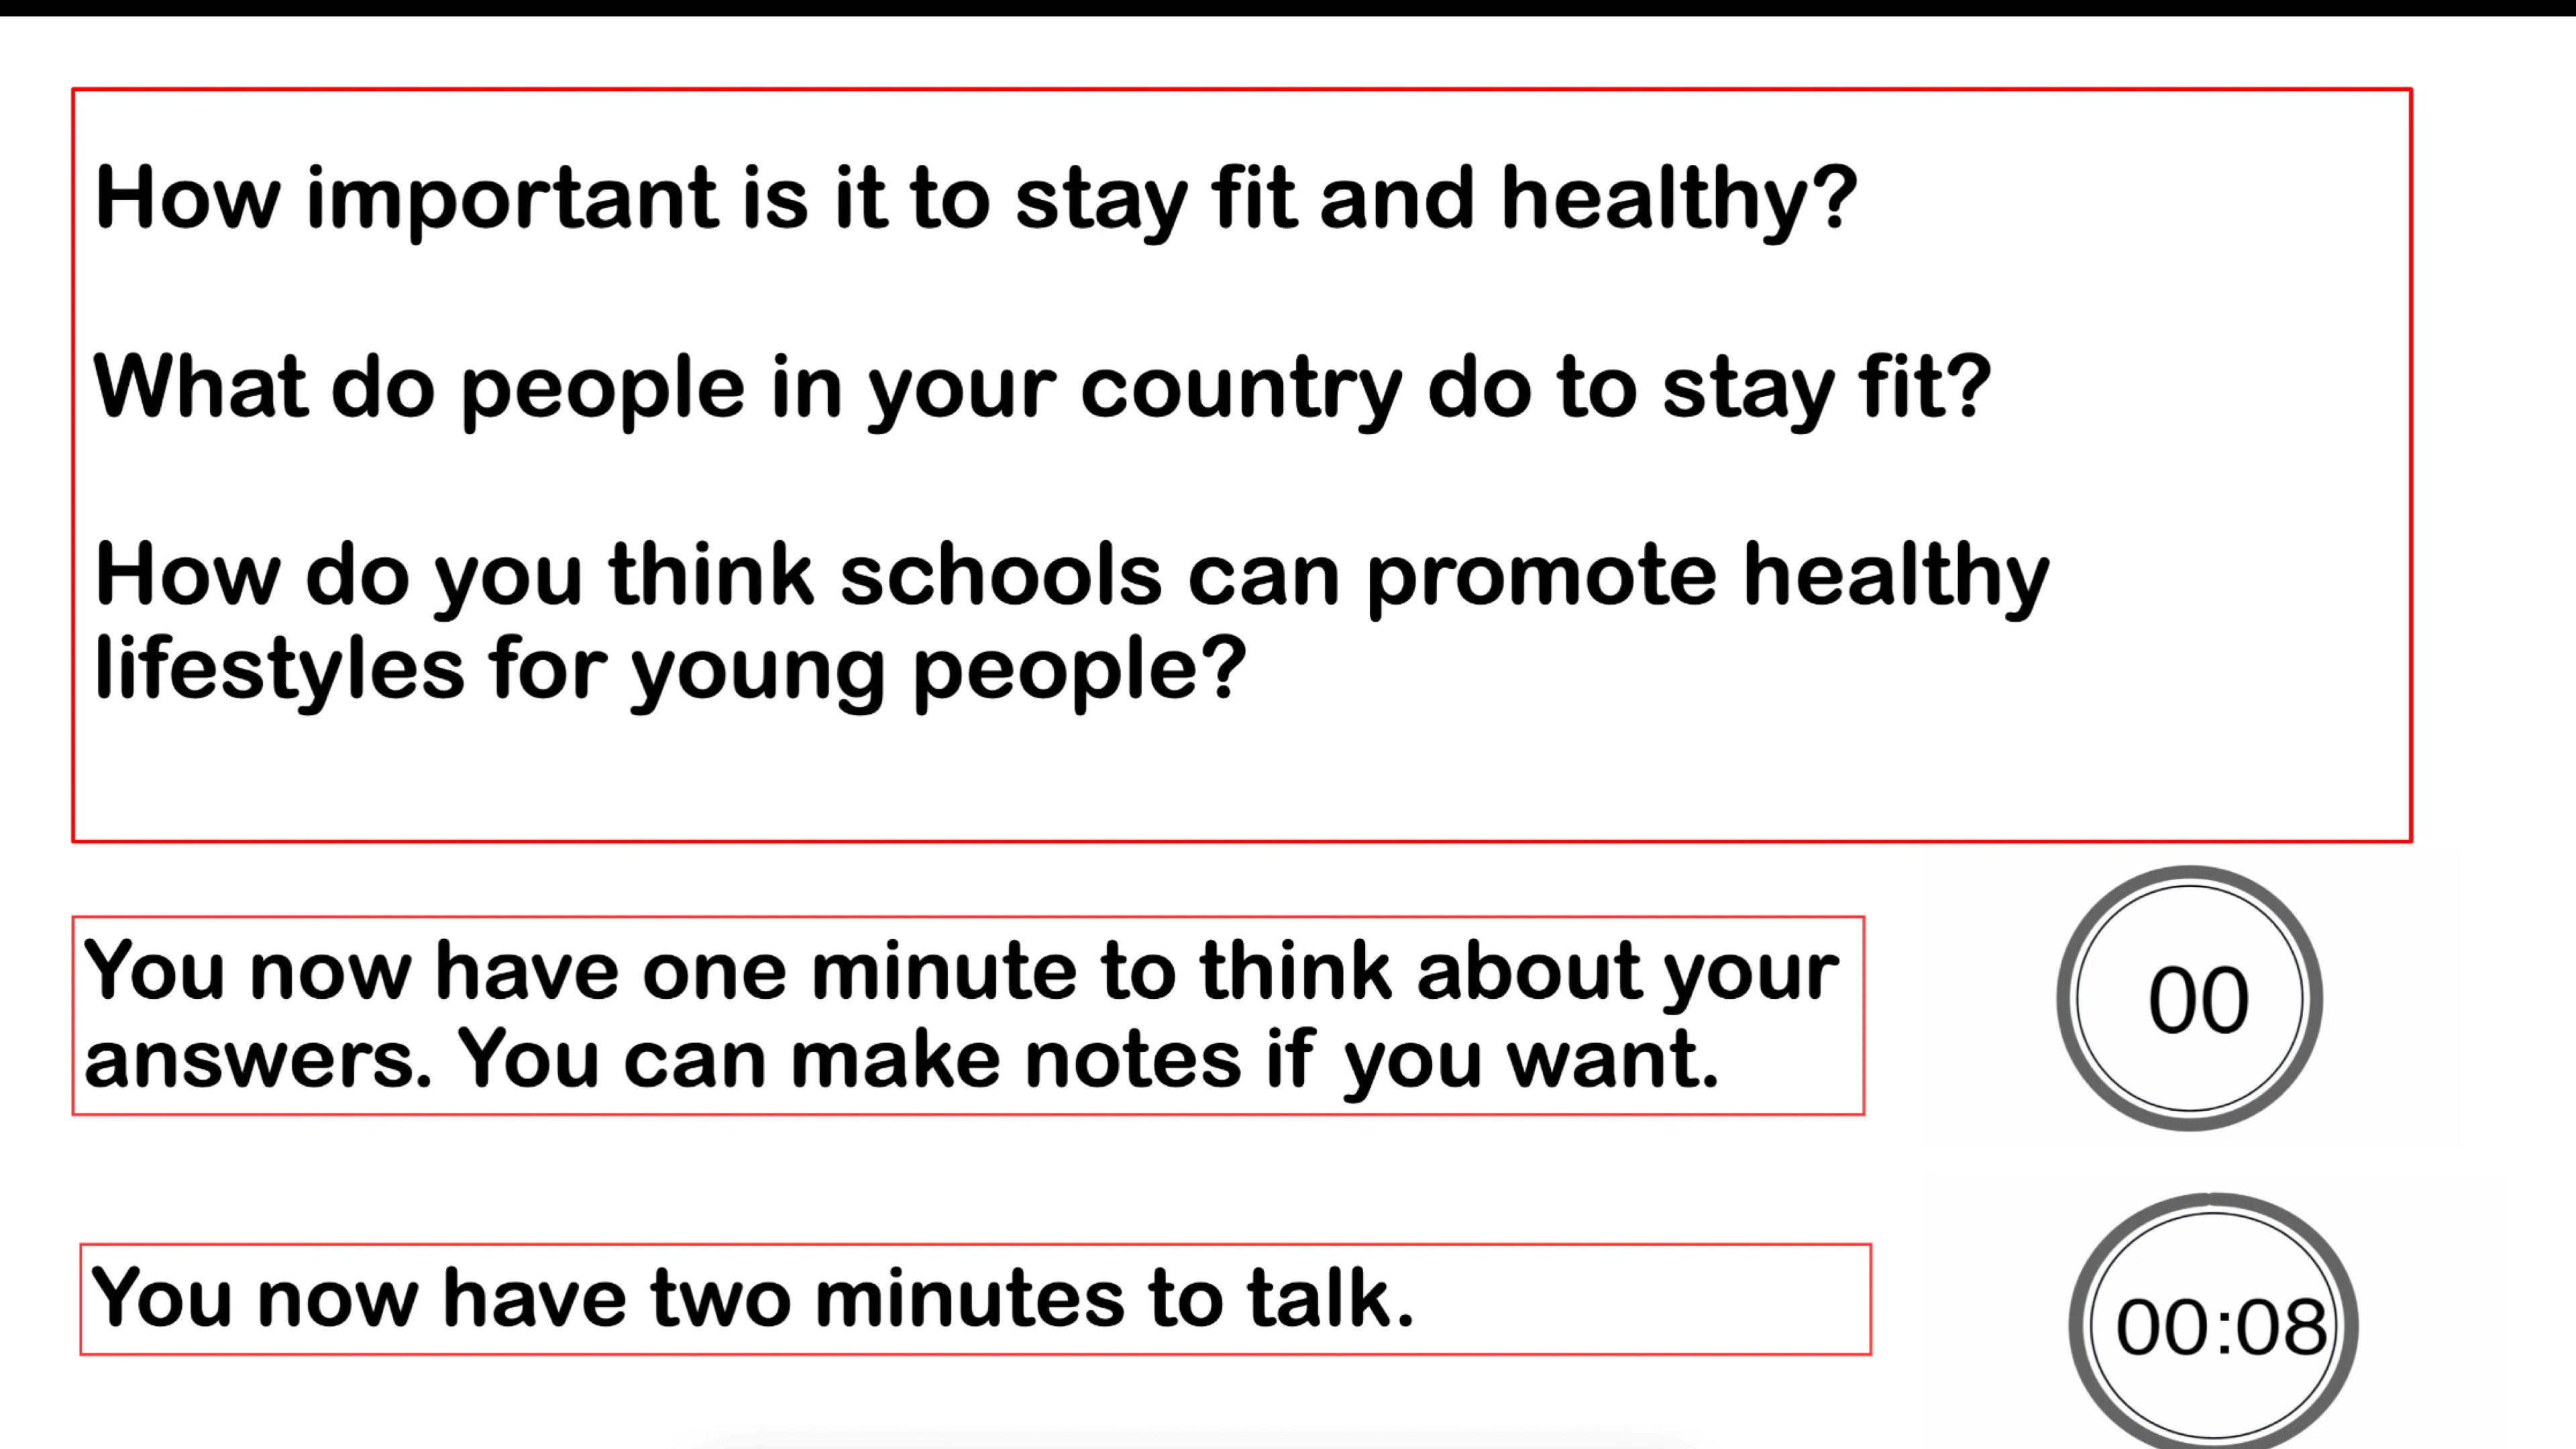 How important is it to stay fit and healthy?
What do people in your country do to stay fit?
How do you think schools can promote healthy
lifestyles for young people?
You now have one minute to think about your
answers. You can make notes if you want.
00
You now have two minutes to talk.
00:08